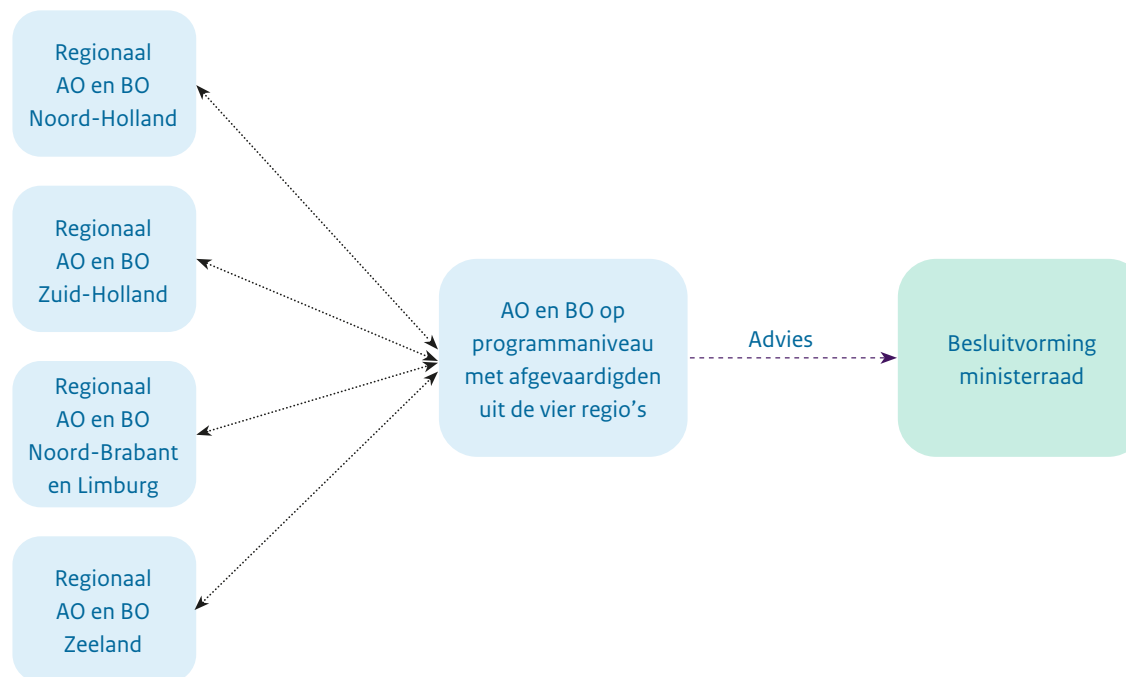 Regionaal
AO en BO
Noord-Holland
Regionaal
AO en BO
Zuid-Holland
Regionaal
AO en BO
Noord-Brabant
en Limburg
Regionaal
AO en BO
Zeeland
AO en BO op
programmaniveau
met afgevaardigden
uit de vier regio’s
Advies
Besluitvorming
ministerraad